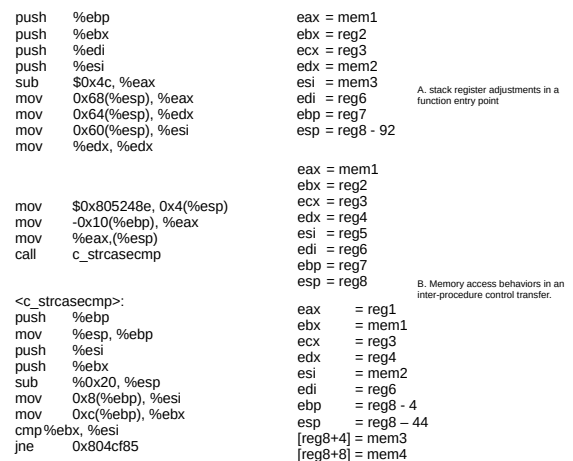 push %ebp
push %ebx
push %edi
push %esi
sub $0x4c, %eax
mov 0x68(%esp), %eax
mov 0x64(%esp), %edx
mov 0x60(%esp), %esi
mov %edx, %edx
eax = mem1
ebx = reg2
ecx = reg3
edx = mem2
esi = mem3
edi = reg6
ebp = reg7
esp = reg8 - 92
A. stack register adjustments in a
function entry point
mov $0x805248e, 0x4(%esp)
mov -0x10(%ebp), %eax
mov %eax,(%esp)
call c_strcasecmp
<c_strcasecmp>:
push %ebp
mov %esp, %ebp
push %esi
push %ebx
sub %0x20, %esp
mov 0x8(%ebp), %esi
mov 0xc(%ebp), %ebx
cmp %ebx, %esi
jne 0x804cf85
eax = mem1
ebx = reg2
ecx = reg3
edx = reg4
esi = reg5
edi = reg6
ebp = reg7
esp = reg8
eax = reg1
ebx = mem1
ecx = reg3
edx = reg4
esi = mem2
edi = reg6
ebp = reg8 - 4
esp = reg8 – 44
[reg8+4] = mem3
[reg8+8] = mem4
B. Memory access behaviors in an
inter-procedure control transfer.